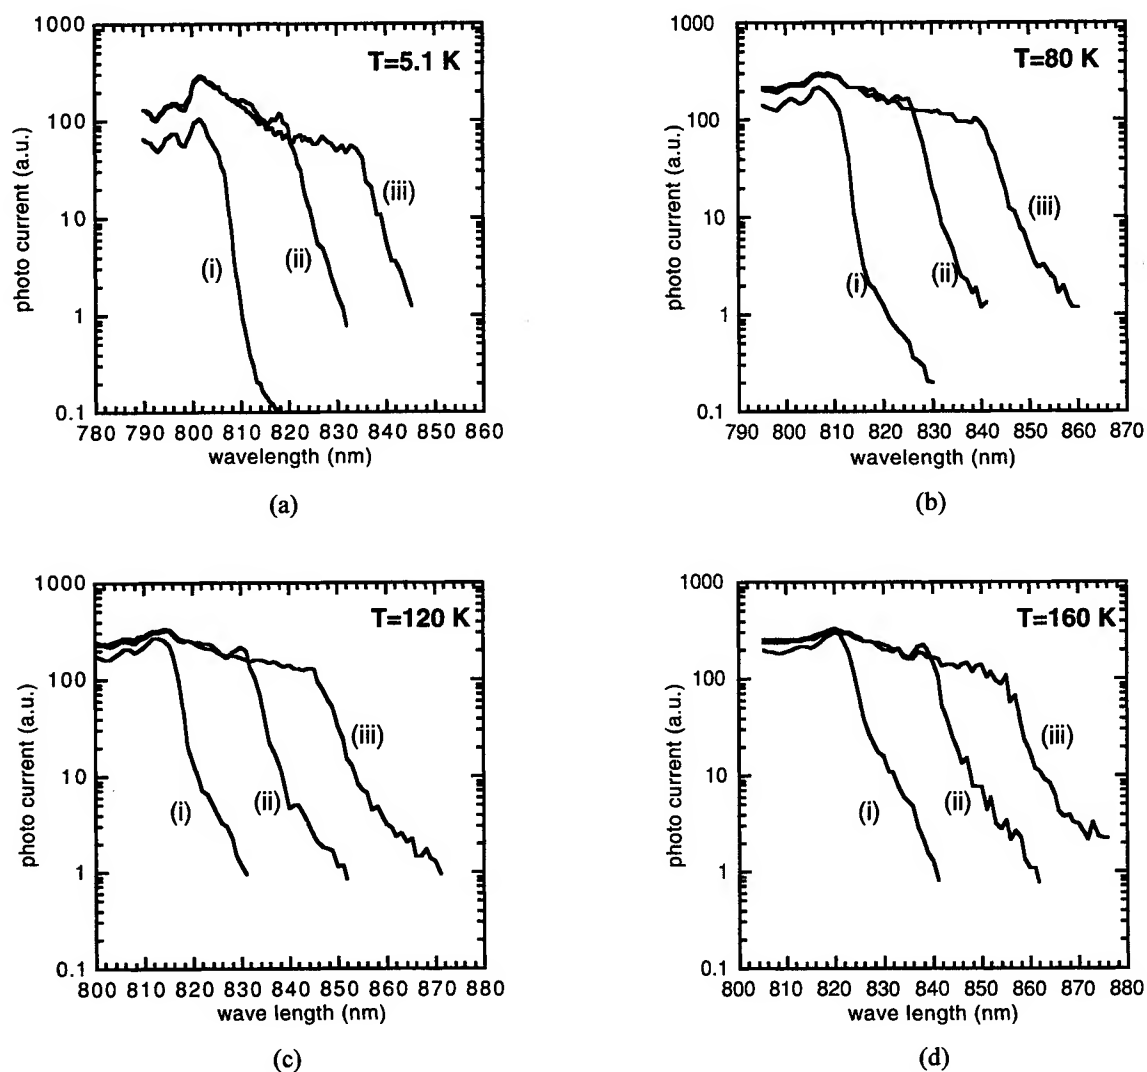 1000
100
10
1
0.1
photo current (a.u.)
T=5.1 K
(i)
(ii)
(iii)
780 790 800 810 820 830 840 850 860
wavelength (nm)
(a)
1000
100
10
1
0.1
photo current (a.u.)
T=80 K
(i)
(ii)
(iii)
790 800 810 820 830 840 850 860 870
wavelength (nm)
(b)
1000
100
10
1
0.1
photo current (a.u.)
T=120 K
(i)
(ii)
(iii)
800 810 820 830 840 850 860 870 880
wave length (nm)
(c)
1000
100
10
1
0.1
photo current (a.u.)
T=160 K
(i)
(ii)
(iii)
800 810 820 830 840 850 860 870 880
wave length (nm)
(d)